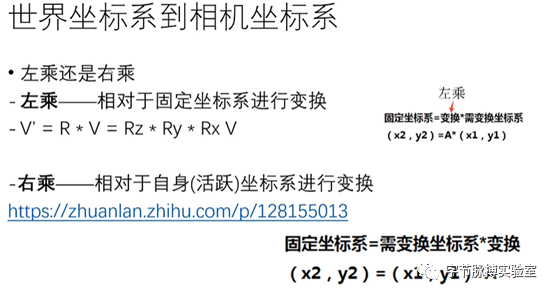 世界坐标系到相机坐标系
• 左乘还是右乘
- 左乘——相对于固定坐标系进行变换
- V' = R * V = Rz * Ry * Rx V
左乘
固定坐标系=变换*需变换坐标系
(x2，y2)=A*(x1，y1)
-右乘——相对于自身(活跃)坐标系进行变换
https://zhuanlan.zhihu.com/p/128155013
固定坐标系=需变换坐标系*变换
(x2，y2)=(x1，y1)*A
字节脉搏实验室